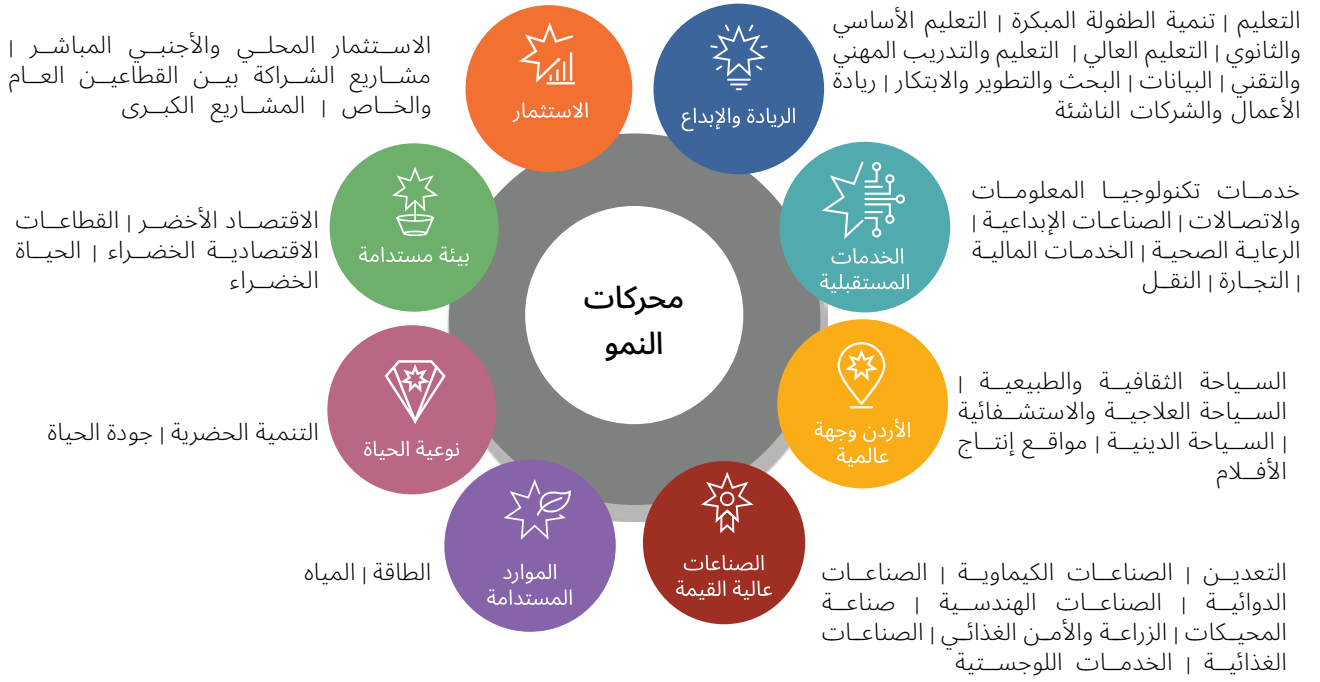 محركات
النمو
الريادة والإبداع
التعليم | تنمية الطفولة المبكرة | التعليم الأساسي
والثانوي | التعليم العالي | التعليم والتدريب المهني
والتقني | البيانات | البحث والتطوير والابتكار | ريادة
الأعمال والشركات الناشئة
الخدمات
المستقبلية
خدمات تكنولوجيا المعلومات
والاتصالات | الصناعات الإبداعية |
الرعاية الصحية | الخدمات المالية
| التجارة | النقل
الأردن وجهة
عالمية
السياحة الثقافية والطبيعية |
السياحة العلاجية والاستشفائية
| السياحة الدينية | مواقع إنتاج
الأفلام
الصناعات
عالية القيمة
التعدين | الصناعات الكيماوية | الصناعات
الدوائية | الصناعات الهندسية | صناعة
المحيكات | الزراعة والأمن الغذائي | الصناعات
الغذائية | الخدمات اللوجستية
الموارد
المستدامة
الطاقة | المياه
نوعية الحياة
التنمية الحضرية | جودة الحياة
بيئة مستدامة
الاقتصاد الأخضر | القطاعات
الاقتصادية الخضراء | الحياة
الخضراء
الاستثمار
الاستثمار المحلي والأجنبي المباشر |
مشاريع الشراكة بين القطاعين العام
والخاص | المشاريع الكبرى